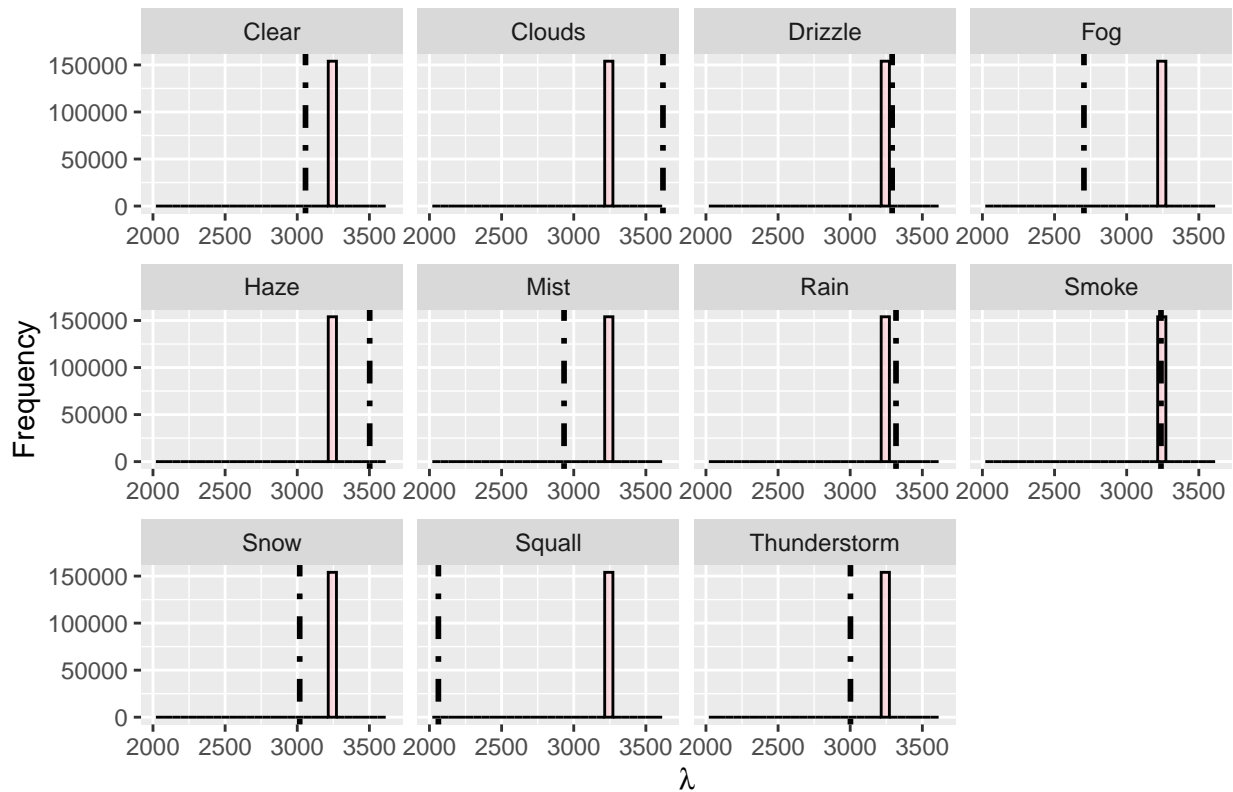 Clear Clouds Drizzle Fog
150000
100000
50000
0
2000 2500 3000 3500 2000 2500 3000 3500 2000 2500 3000 3500 2000 2500 3000 3500
Haze Mist Rain Smoke
150000
100000
50000
0
2000 2500 3000 3500 2000 2500 3000 3500 2000 2500 3000 3500 2000 2500 3000 3500
Snow Squall Thunderstorm
150000
100000
50000
0
2000 2500 3000 3500 2000 2500 3000 3500 2000 2500 3000 3500
Frequency
λ